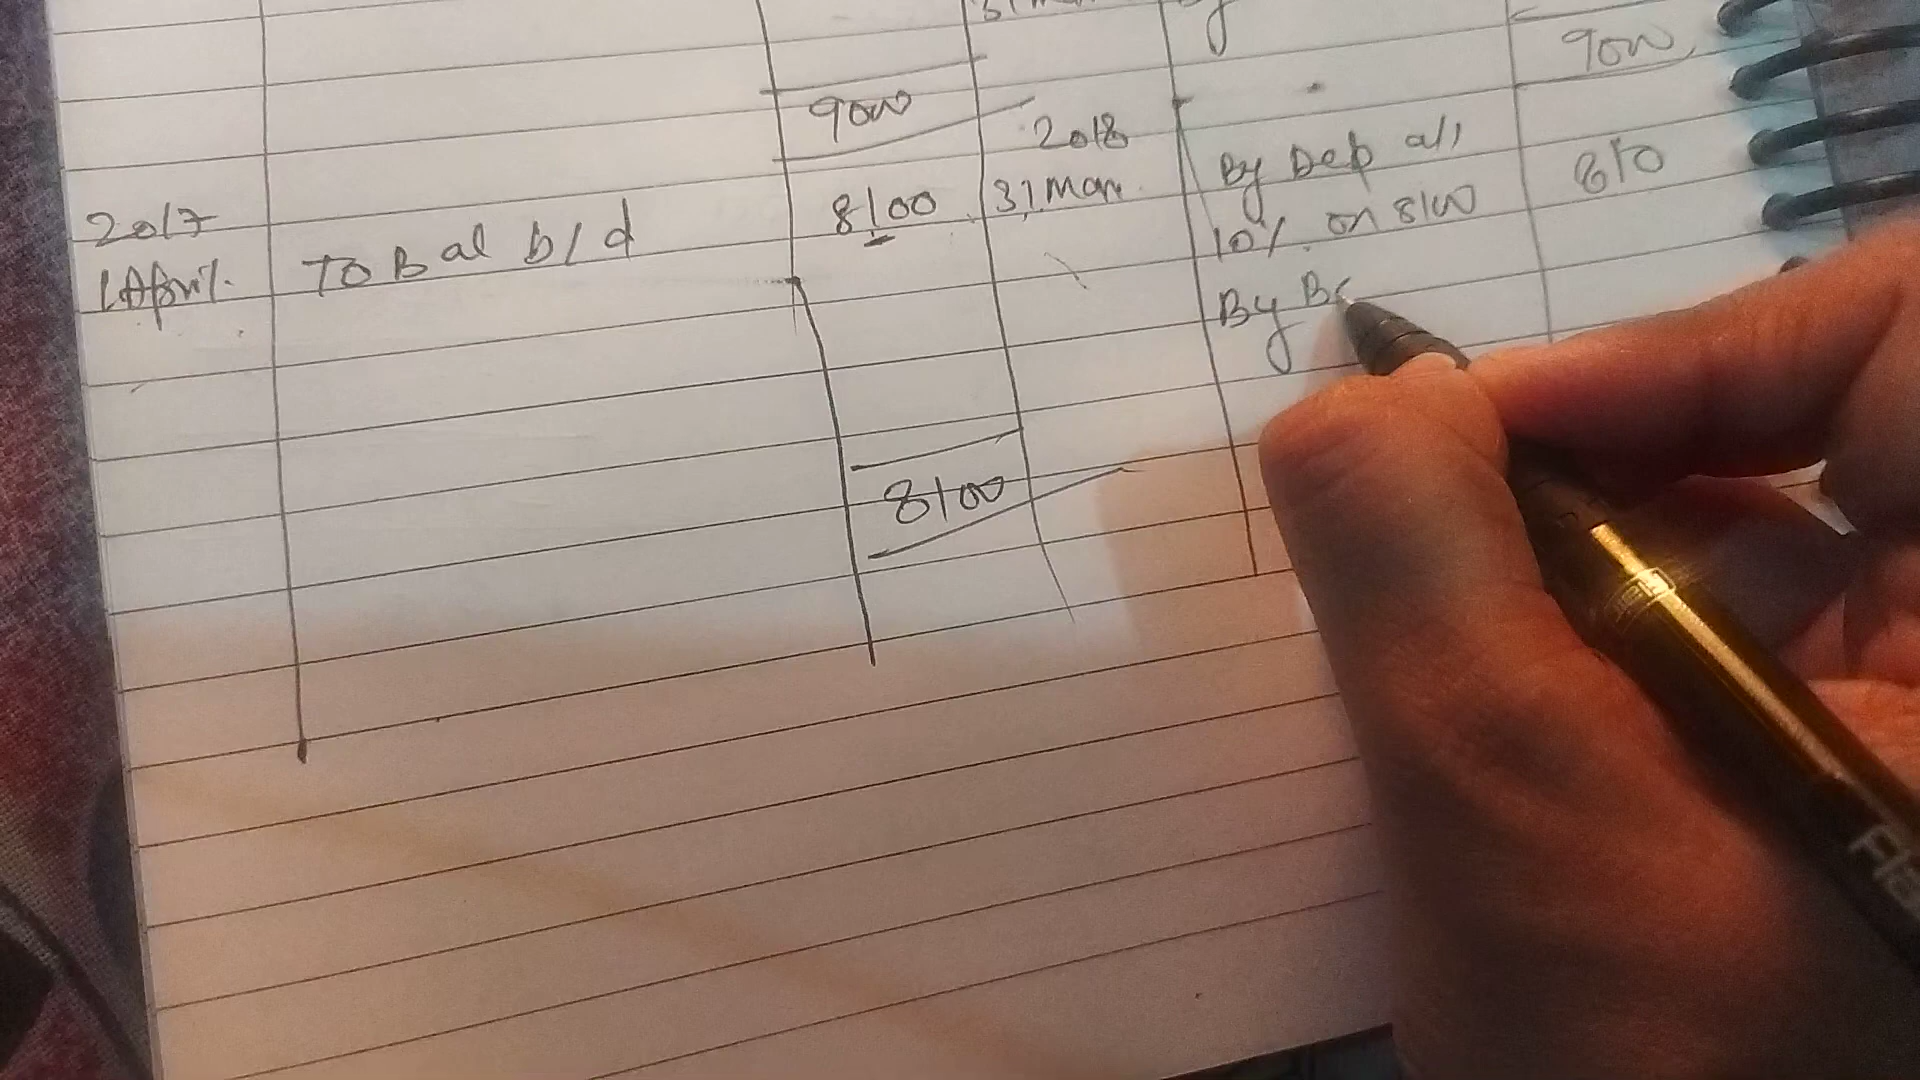 9000
9000
2018
By Dep a/c
2017
8100
31 Mar
810
1 April
To Bal b/d
10% on 8100
By Ba
8100